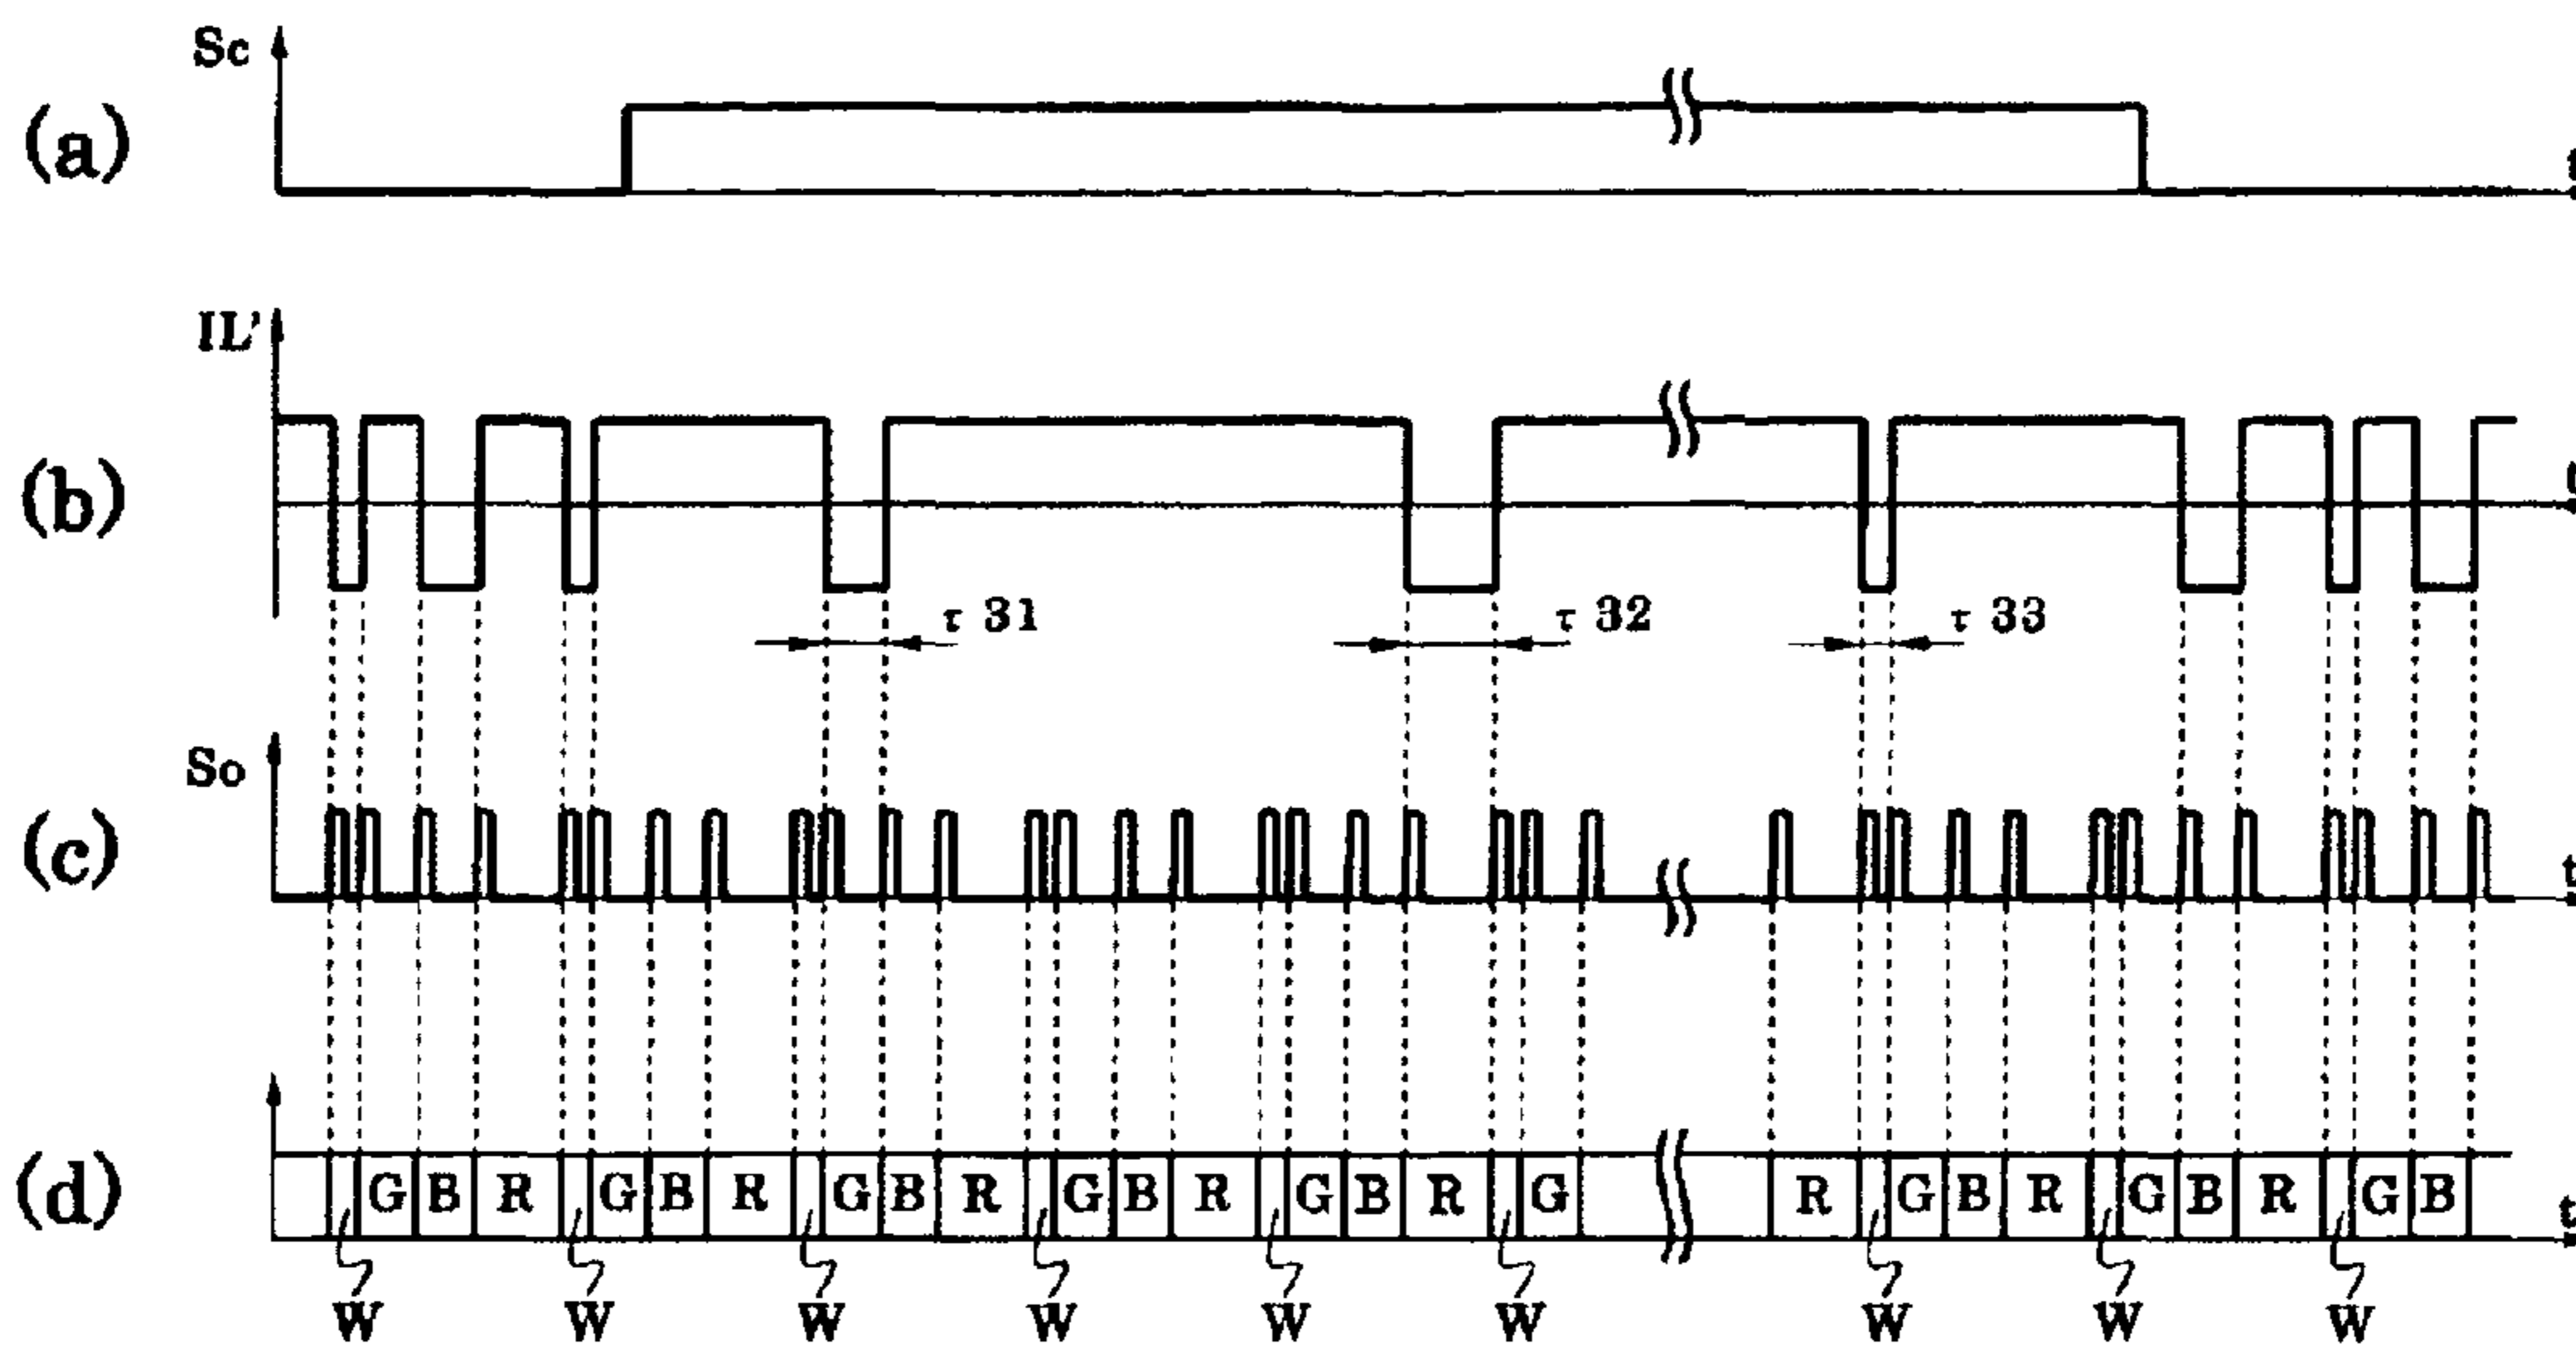 Sc
(a)
t
IL'
(b)
t
τ 31
τ 32
τ 33
So
(c)
t
(d)
G B R G B R G B R G B R G B R G R G B R G B R G B
t
W W W W W W W W W